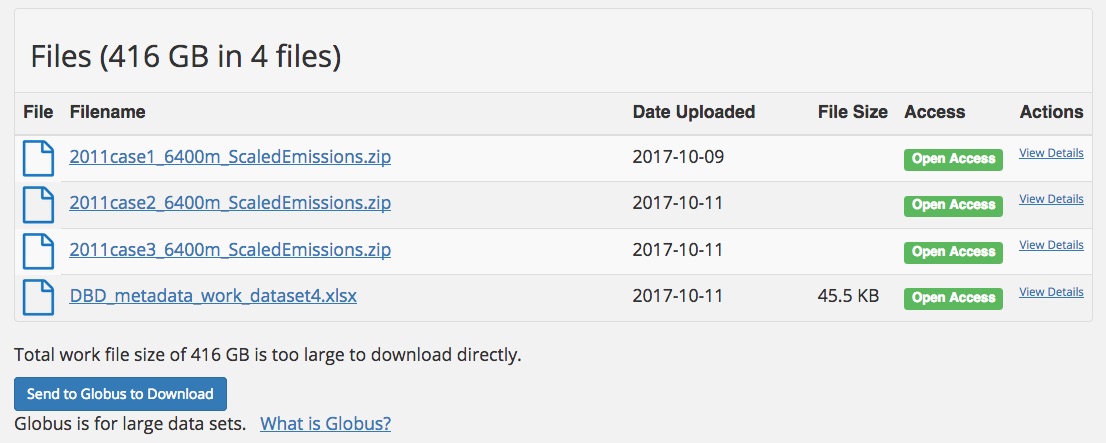 Files (416 GB in 4 files)
File Filename Date Uploaded File Size Access Actions
2011case1_6400m_ScaledEmissions.zip 2017-10-09 Open Access View Details
2011case2_6400m_ScaledEmissions.zip 2017-10-11 Open Access View Details
2011case3_6400m_ScaledEmissions.zip 2017-10-11 Open Access View Details
DBD_metadata_work_dataset4.xlsx 2017-10-11 45.5 KB Open Access View Details
Total work file size of 416 GB is too large to download directly.
Send to Globus to Download
Globus is for large data sets. What is Globus?